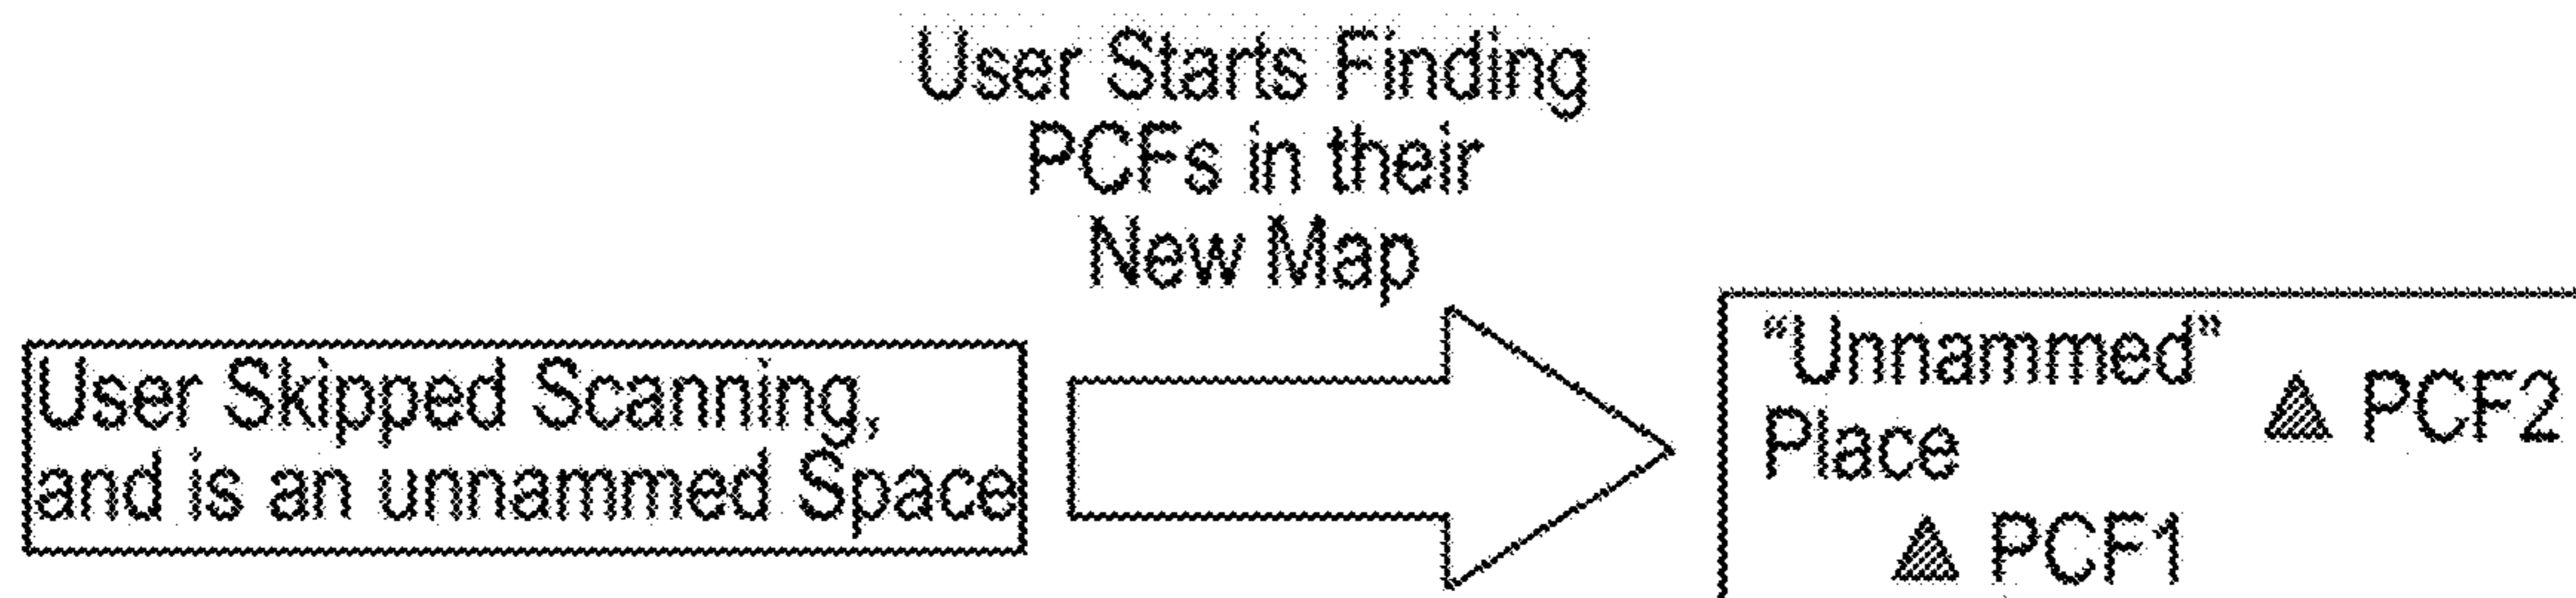 User Starts Finding
PCFs in their
New Map
User Skipped Scanning,
and is an unnammed Space
“Unnammed”
Place
PCF2
PCF1